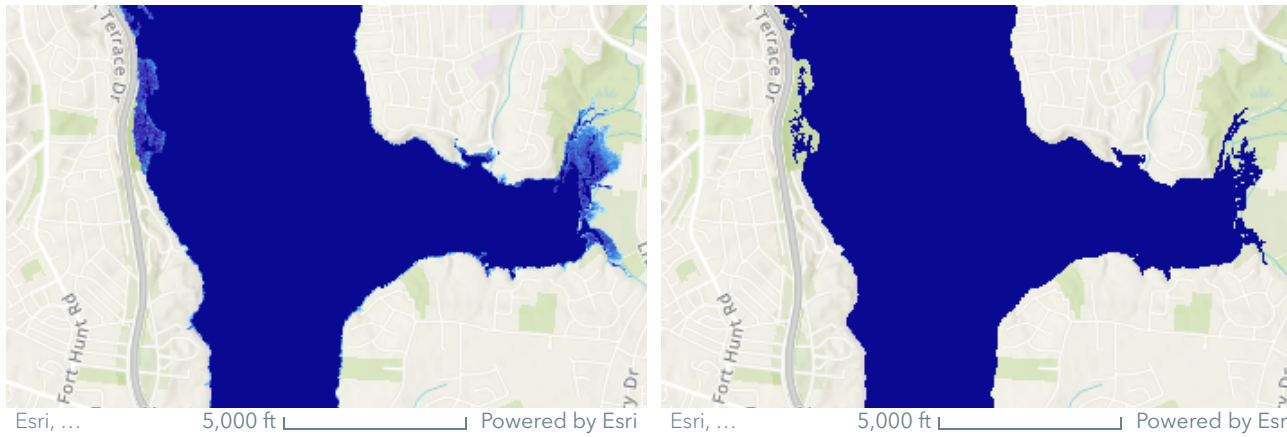 Terrace Dr
Fort Hunt Rd
Esri, …
5,000 ft
Powered by Esri
Terrace Dr
Fort Hunt Rd
Esri, …
5,000 ft
Powered by Esri